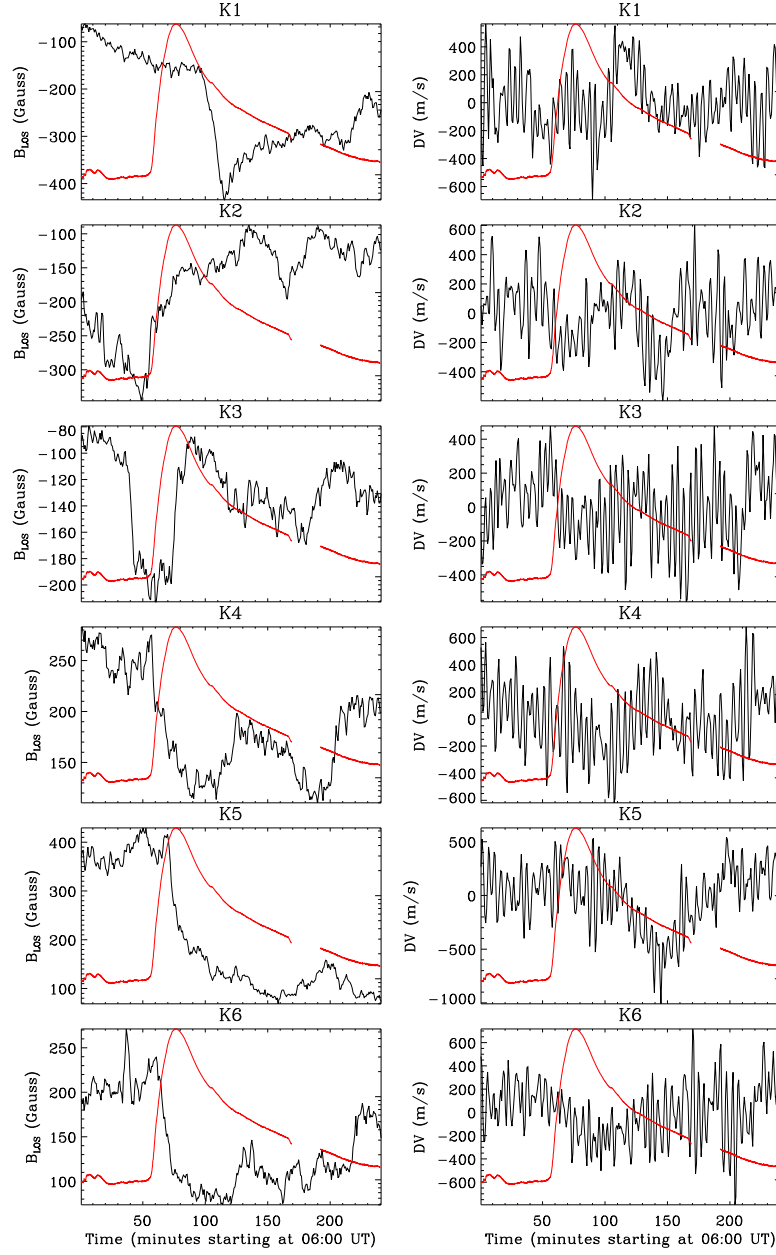 K1 K1
B_LOS (Gauss) -100 -200 -300 -400
DV (m/s) 400 200 0 -200 -400 -600
K2 K2
B_LOS (Gauss) -100 -150 -200 -250 -300
DV (m/s) 600 400 200 0 -200 -400
K3 K3
B_LOS (Gauss) -80 -100 -120 -140 -160 -180 -200
DV (m/s) 400 200 0 -200 -400
K4 K4
B_LOS (Gauss) 250 200 150
DV (m/s) 600 400 200 0 -200 -400 -600
K5 K5
B_LOS (Gauss) 400 300 200 100
DV (m/s) 500 0 -500 -1000
K6 K6
B_LOS (Gauss) 250 200 150 100
DV (m/s) 600 400 200 0 -200 -400 -600
50 100 150 200 50 100 150 200
Time (minutes starting at 06:00 UT) Time (minutes starting at 06:00 UT)